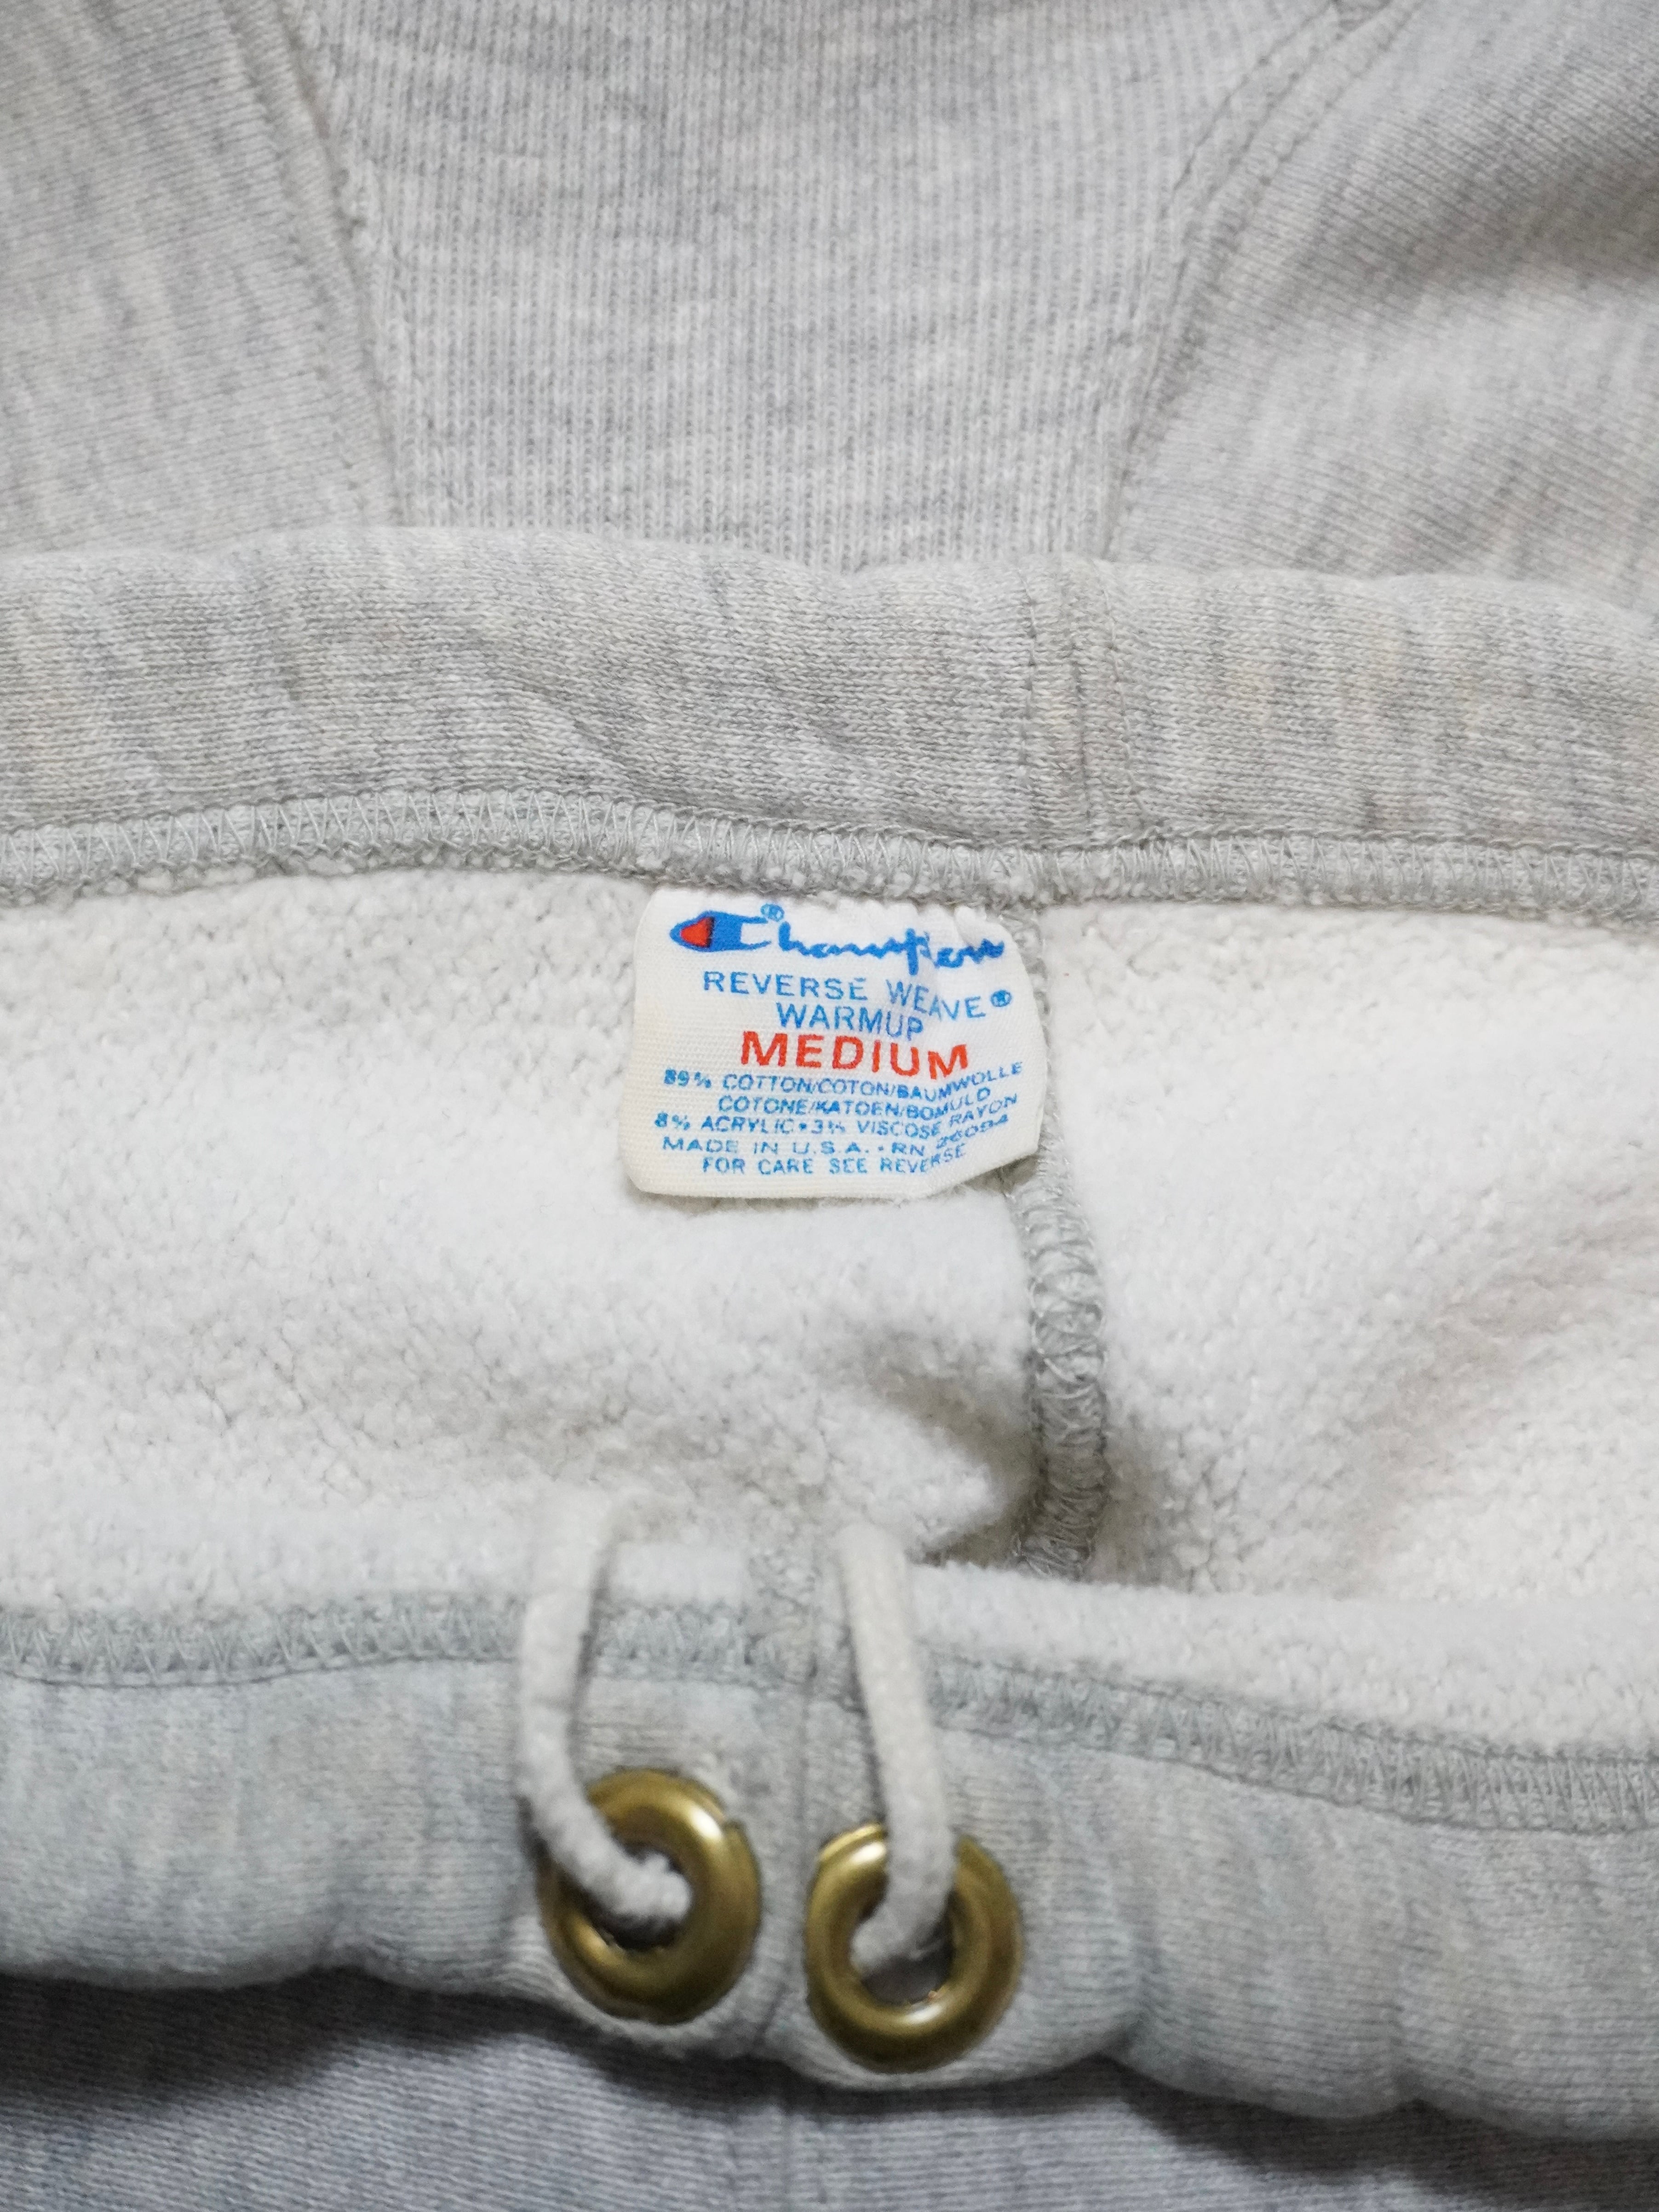 Champion®
REVERSE WEAVE®
WARMUP
MEDIUM
89% COTTON/COTON/BAUMWOLLE
COTONE/KATOEN/BOMULD
8% ACRYLIC•3% VISCOSE RAYON
MADE IN U.S.A. • RN 26094
FOR CARE SEE REVERSE